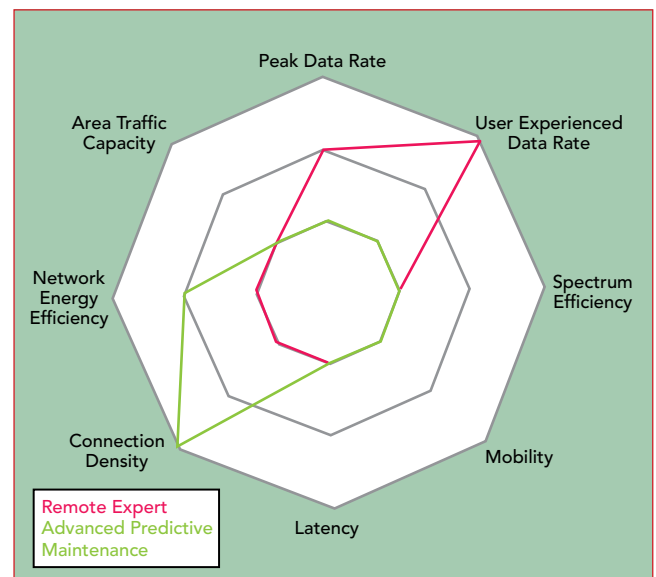 Peak Data Rate
User Experienced
Data Rate
Area Traffic
Capacity
Spectrum
Efficiency
Network
Energy
Efficiency
Mobility
Connection
Density
Latency
Remote Expert
Advanced Predictive
Maintenance